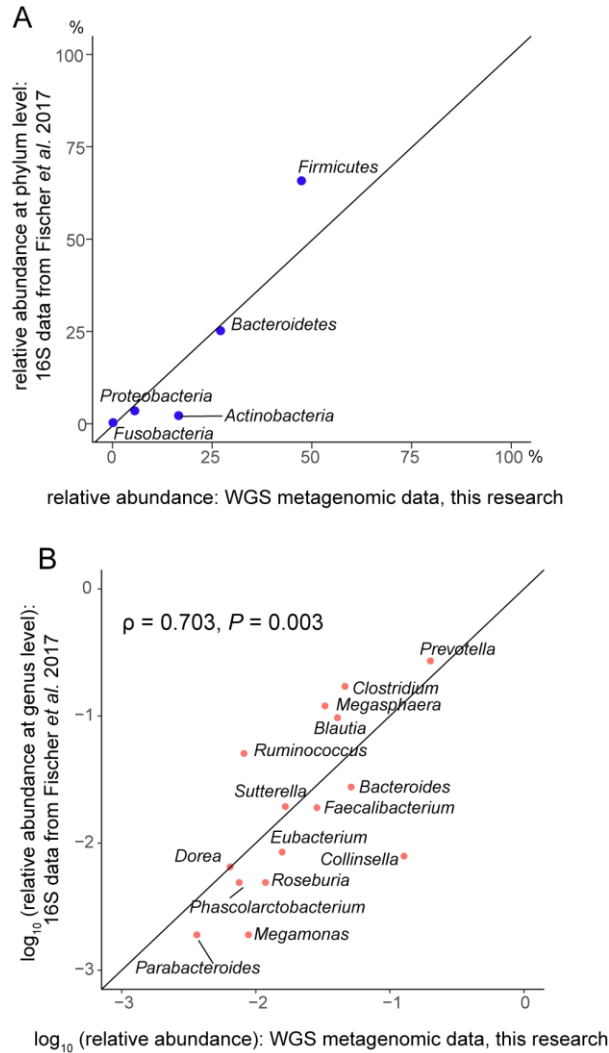 A
%
100
75
50
25
0
relative abundance at phylum level:
16S data from Fischer et al. 2017
Firmicutes
Bacteroidetes
Proteobacteria
Actinobacteria
Fusobacteria
0 25 50 75 100 %
relative abundance: WGS metagenomic data, this research
B
0
−1
−2
−3
log₁₀ (relative abundance at genus level):
16S data from Fischer et al. 2017
ρ = 0.703, P = 0.003
Prevotella
Clostridium
Megasphaera
Blautia
Ruminococcus
Bacteroides
Sutterella
Faecalibacterium
Eubacterium
Dorea
Collinsella
Roseburia
Phascolarctobacterium
Megamonas
Parabacteroides
−3 −2 −1 0
log₁₀ (relative abundance): WGS metagenomic data, this research